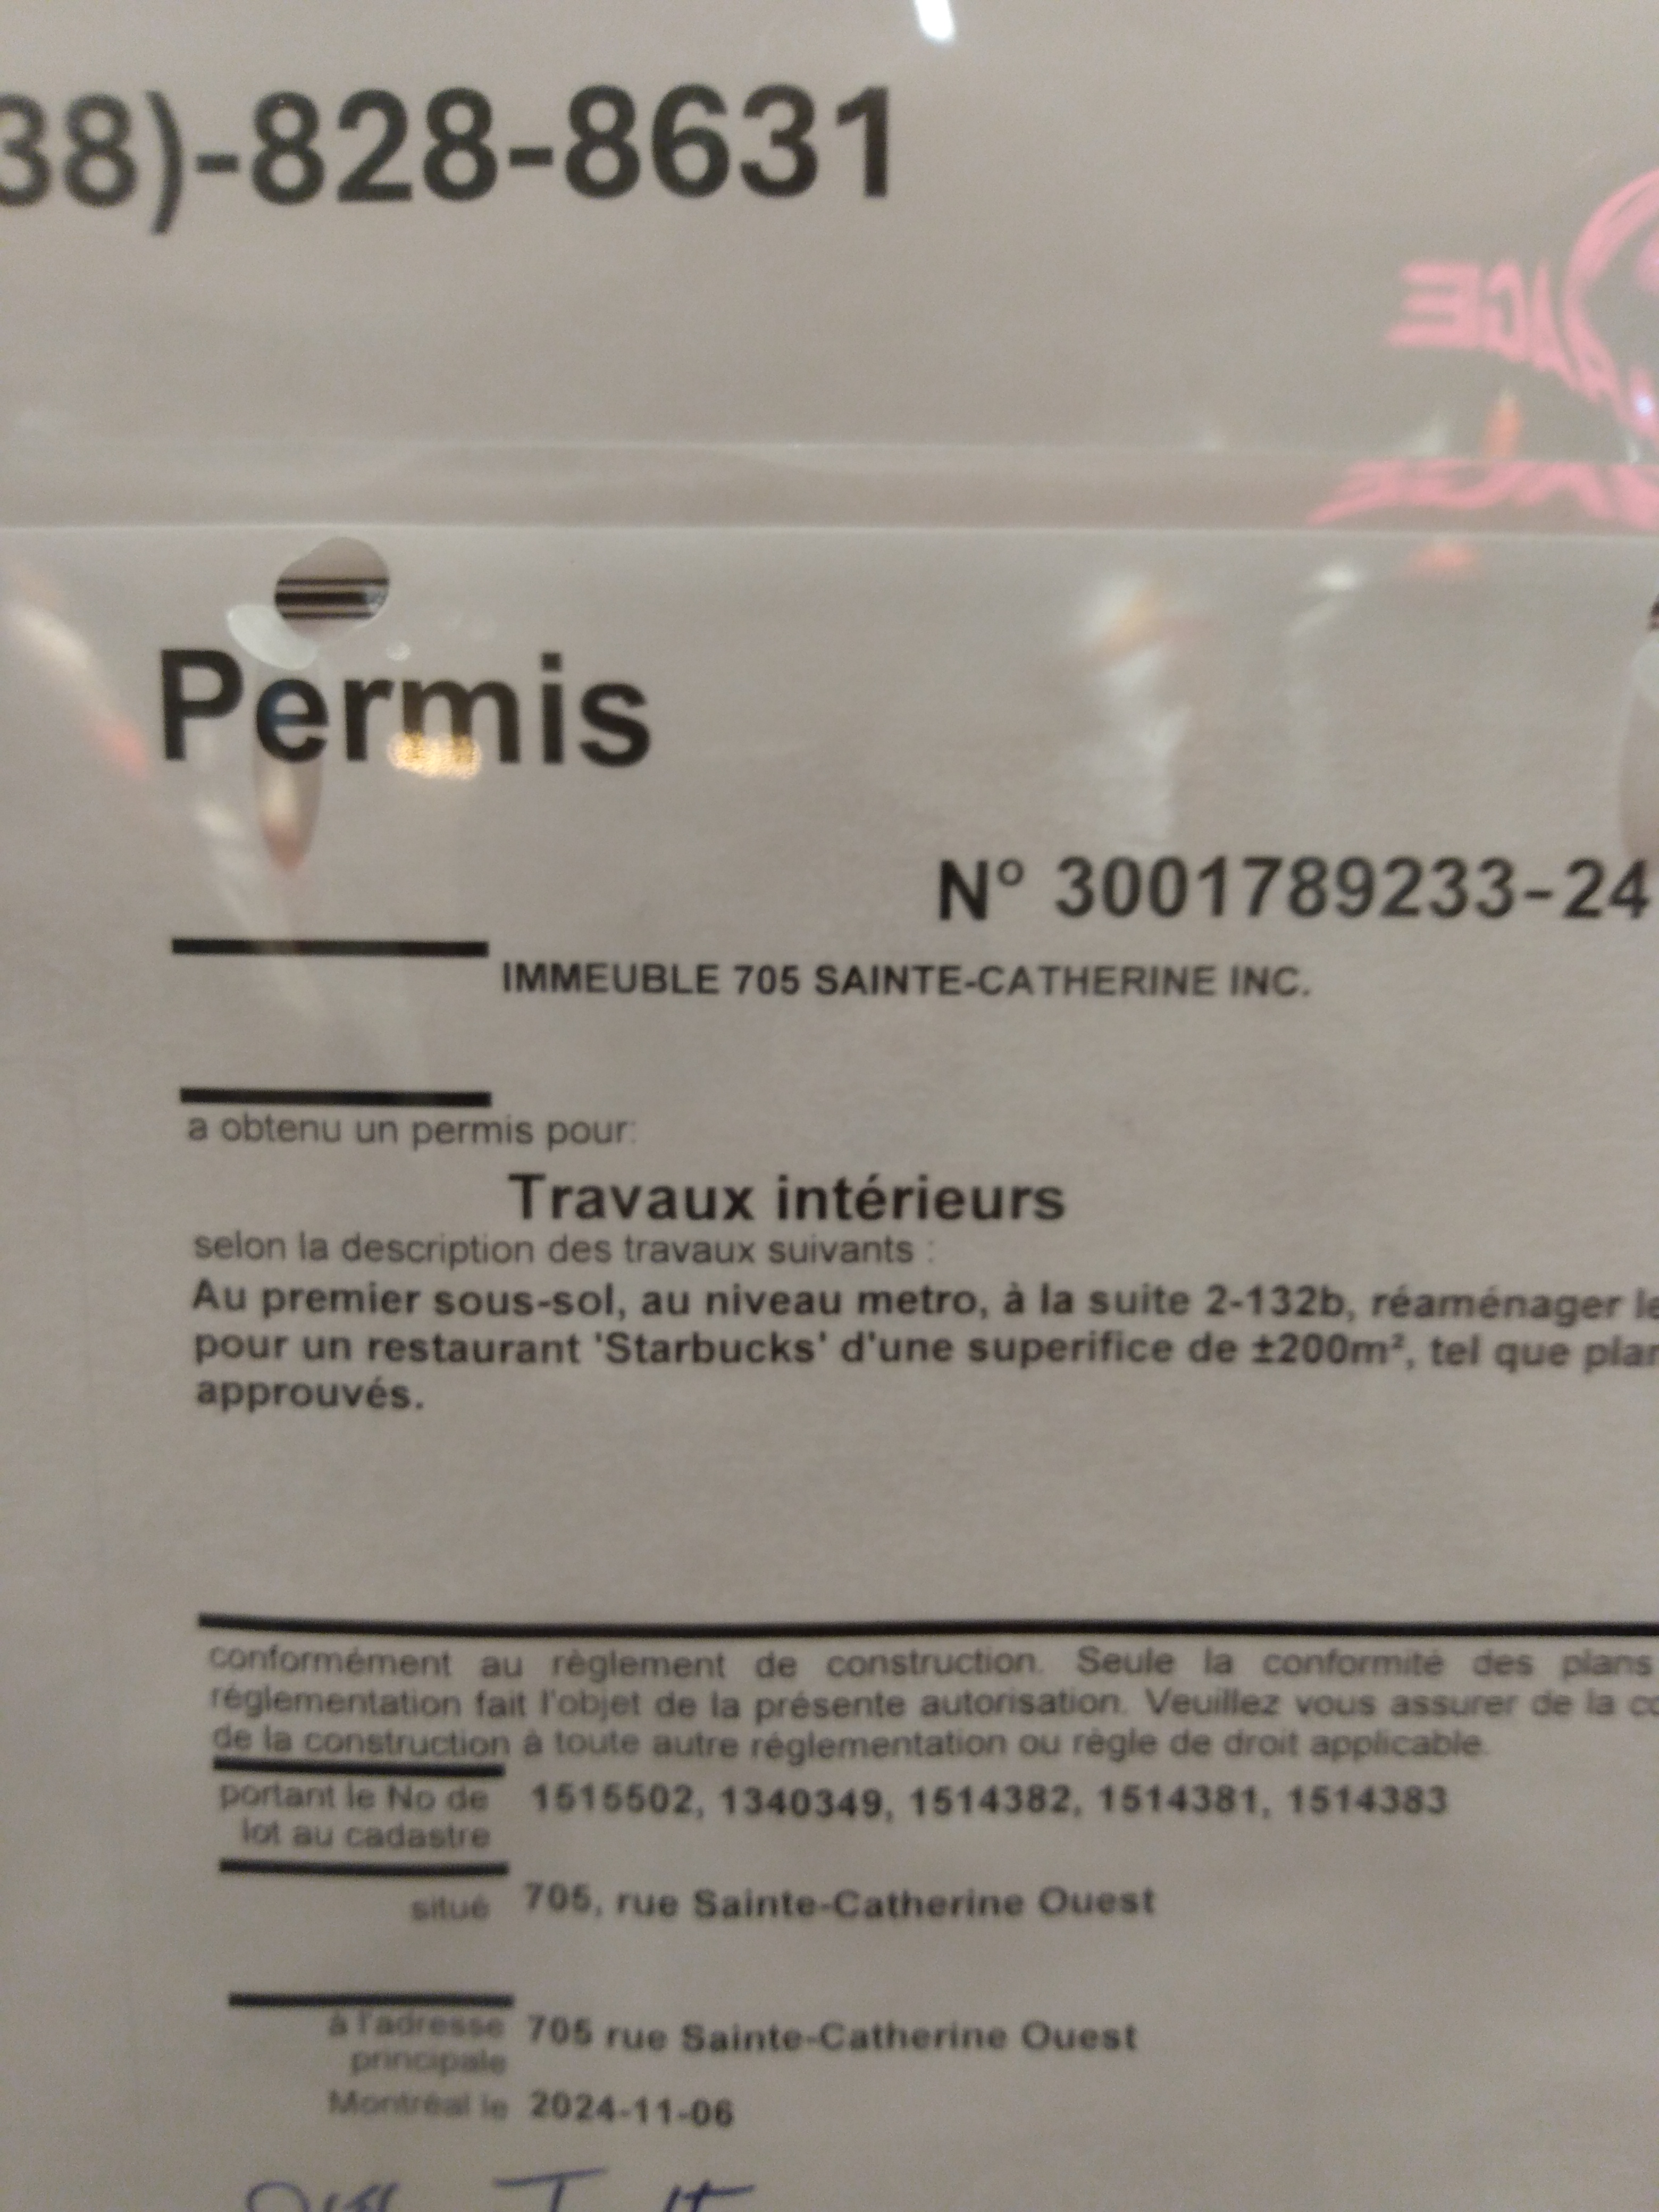 38)-828-8631
Permis
N° 3001789233-24
IMMEUBLE 705 SAINTE-CATHERINE INC.
a obtenu un permis pour:
Travaux intérieurs
selon la description des travaux suivants :
Au premier sous-sol, au niveau metro, à la suite 2-132b, réaménager le
pour un restaurant 'Starbucks' d'une superifice de ±200m², tel que plan
approuvés.
conformément au règlement de construction. Seule la conformité des plans
réglementation fait l'objet de la présente autorisation. Veuillez vous assurer de la co
de la construction à toute autre réglementation ou règle de droit applicable.
portant le No de 1515502, 1340349, 1514382, 1514381, 1514383
lot au cadastre
situé 705, rue Sainte-Catherine Ouest
à l'adresse 705 rue Sainte-Catherine Ouest
principale
Montréal le 2024-11-06